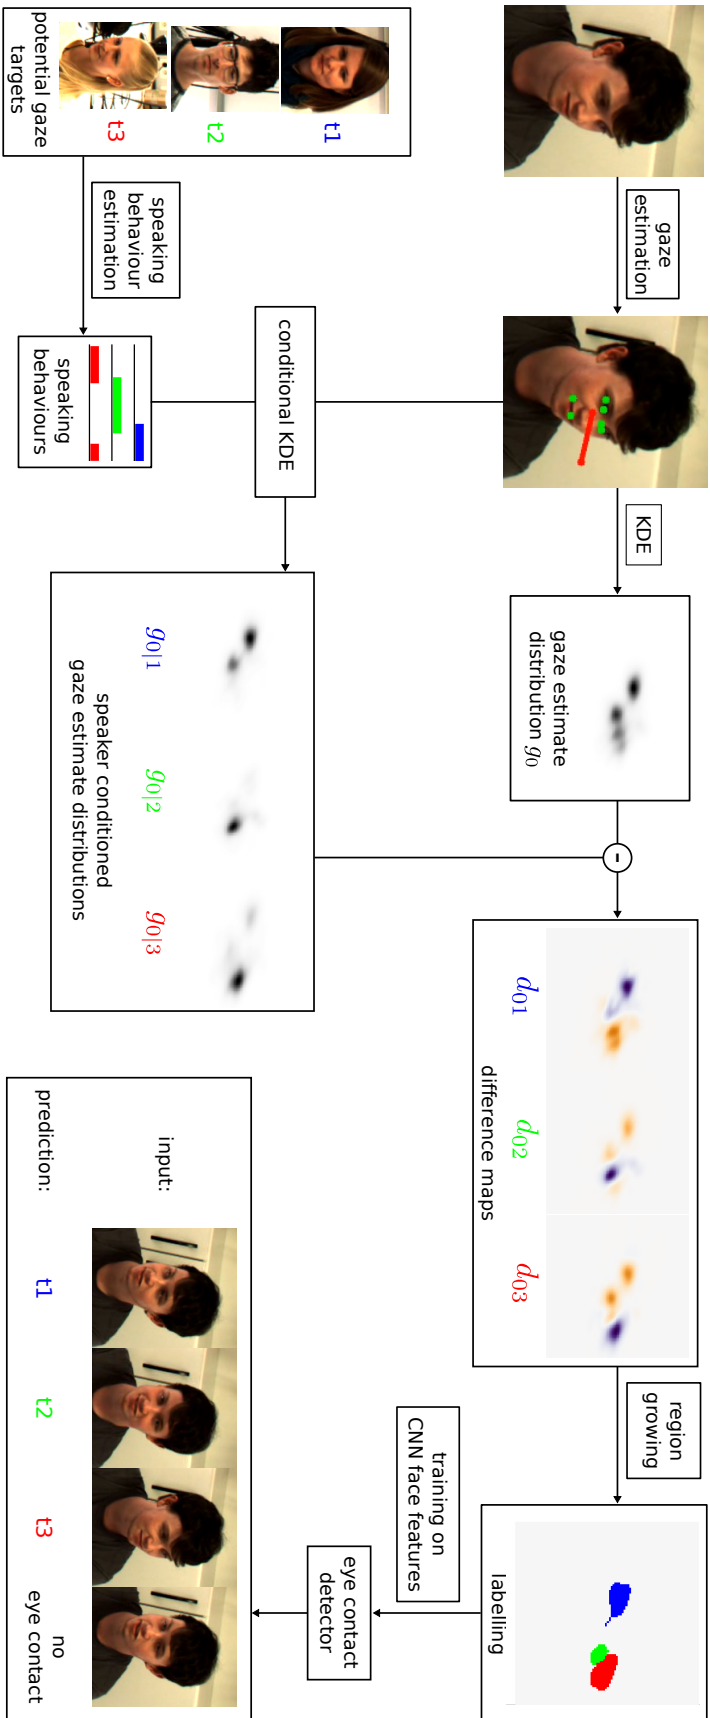 gaze
estimation
KDE
gaze estimate
distribution g₀
-
d₀₁
d₀₂
d₀₃
difference maps
region
growing
labelling
potential gaze
targets
t1
t2
t3
speaking
behaviour
estimation
speaking
behaviours
conditional KDE
g₀|₁
g₀|₂
g₀|₃
speaker conditioned
gaze estimate distributions
training on
CNN face features
eye contact
detector
input:
prediction:
t1
t2
t3
no
eye contact